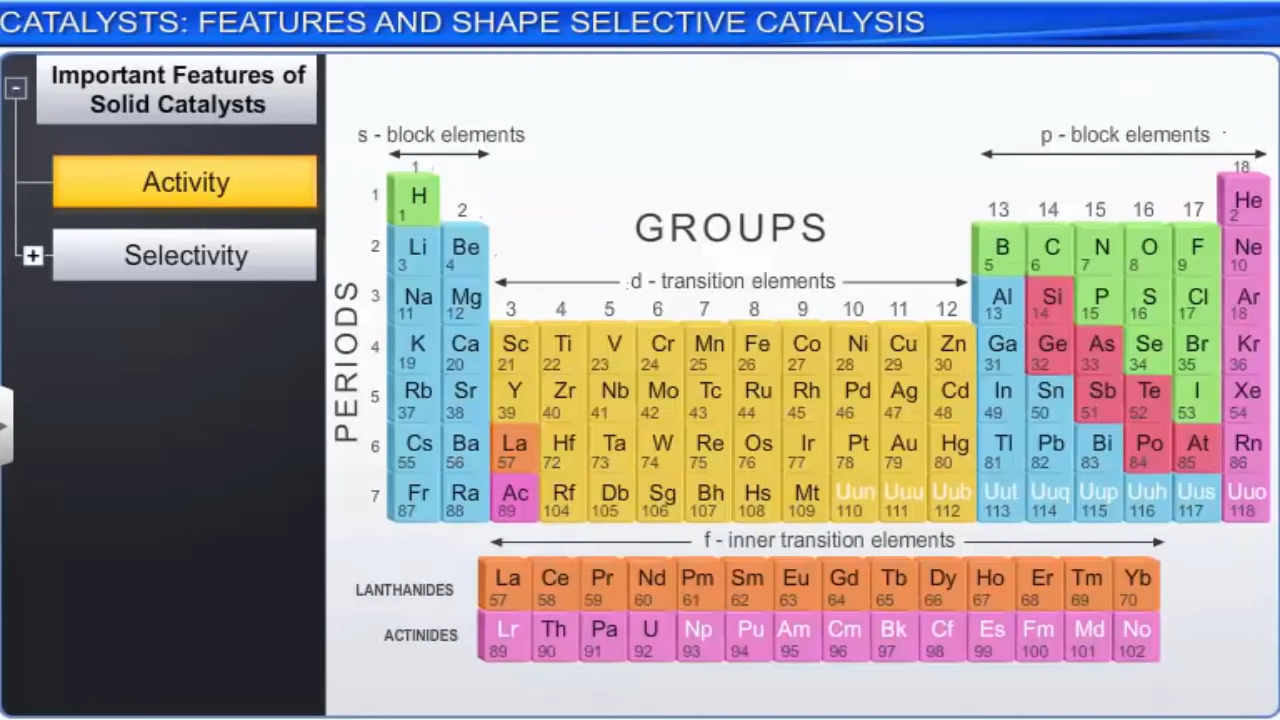 CATALYSTS: FEATURES AND SHAPE SELECTIVE CATALYSIS
Important Features of
Solid Catalysts
Activity
Selectivity
s - block elements
p - block elements
1
18
1 H He
1 2
2 13 14 15 16 17
GROUPS
2 Li Be B C N O F Ne
3 4 5 6 7 8 9 10
d - transition elements
3 Na Mg Al Si P S Cl Ar
11 12 13 14 15 16 17 18
3 4 5 6 7 8 9 10 11 12
PERIODS
4 K Ca Sc Ti V Cr Mn Fe Co Ni Cu Zn Ga Ge As Se Br Kr
19 20 21 22 23 24 25 26 27 28 29 30 31 32 33 34 35 36
5 Rb Sr Y Zr Nb Mo Tc Ru Rh Pd Ag Cd In Sn Sb Te I Xe
37 38 39 40 41 42 43 44 45 46 47 48 49 50 51 52 53 54
6 Cs Ba La Hf Ta W Re Os Ir Pt Au Hg Tl Pb Bi Po At Rn
55 56 57 72 73 74 75 76 77 78 79 80 81 82 83 84 85 86
7 Fr Ra Ac Rf Db Sg Bh Hs Mt Uun Uuu Uub Uut Uuq Uup Uuh Uus Uuo
87 88 89 104 105 106 107 108 109 110 111 112 113 114 115 116 117 118
f - inner transition elements
LANTHANIDES La Ce Pr Nd Pm Sm Eu Gd Tb Dy Ho Er Tm Yb
57 58 59 60 61 62 63 64 65 66 67 68 69 70
ACTINIDES Lr Th Pa U Np Pu Am Cm Bk Cf Es Fm Md No
89 90 91 92 93 94 95 96 97 98 99 100 101 102